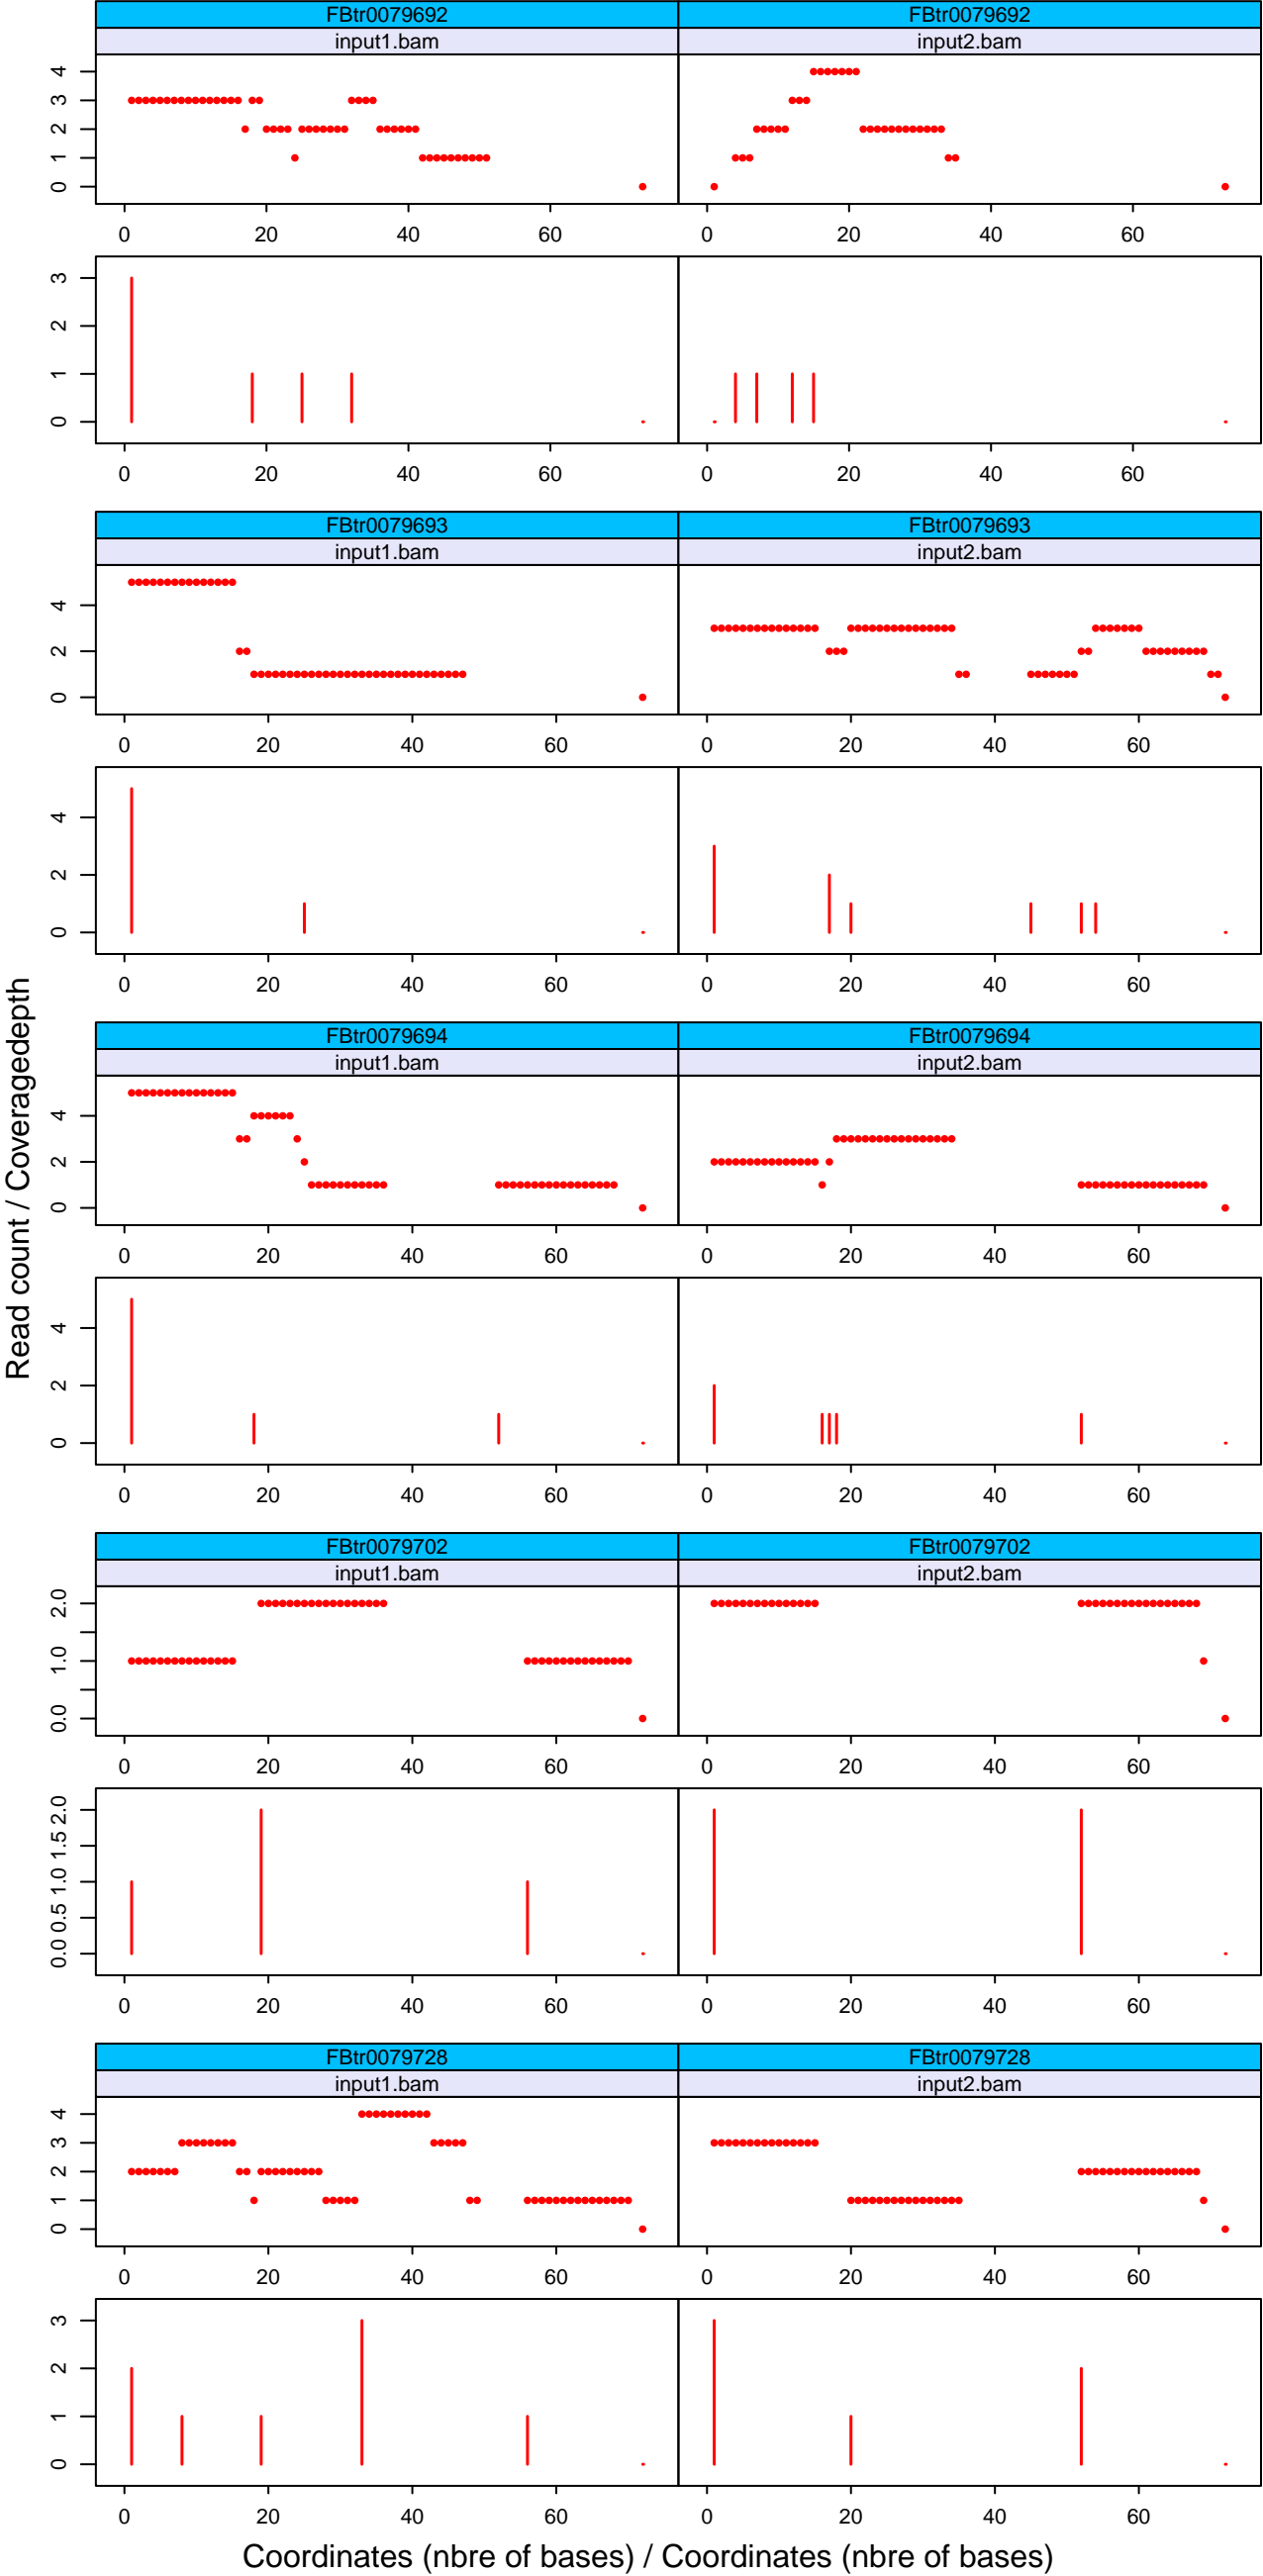 FBtr0079692 FBtr0079692
input1.bam input2.bam
4
3
2
1
0
0 20 40 60 0 20 40 60
3
2
1
0
0 20 40 60 0 20 40 60
FBtr0079693 FBtr0079693
input1.bam input2.bam
4
2
0
0 20 40 60 0 20 40 60
4
2
0
0 20 40 60 0 20 40 60
Read count / Coveragedepth
FBtr0079694 FBtr0079694
input1.bam input2.bam
4
2
0
0 20 40 60 0 20 40 60
4
2
0
0 20 40 60 0 20 40 60
FBtr0079702 FBtr0079702
input1.bam input2.bam
2.0
1.0
0.0
0 20 40 60 0 20 40 60
2.0
1.5
1.0
0.5
0.0
0 20 40 60 0 20 40 60
FBtr0079728 FBtr0079728
input1.bam input2.bam
4
3
2
1
0
0 20 40 60 0 20 40 60
3
2
1
0
0 20 40 60 0 20 40 60
Coordinates (nbre of bases) / Coordinates (nbre of bases)